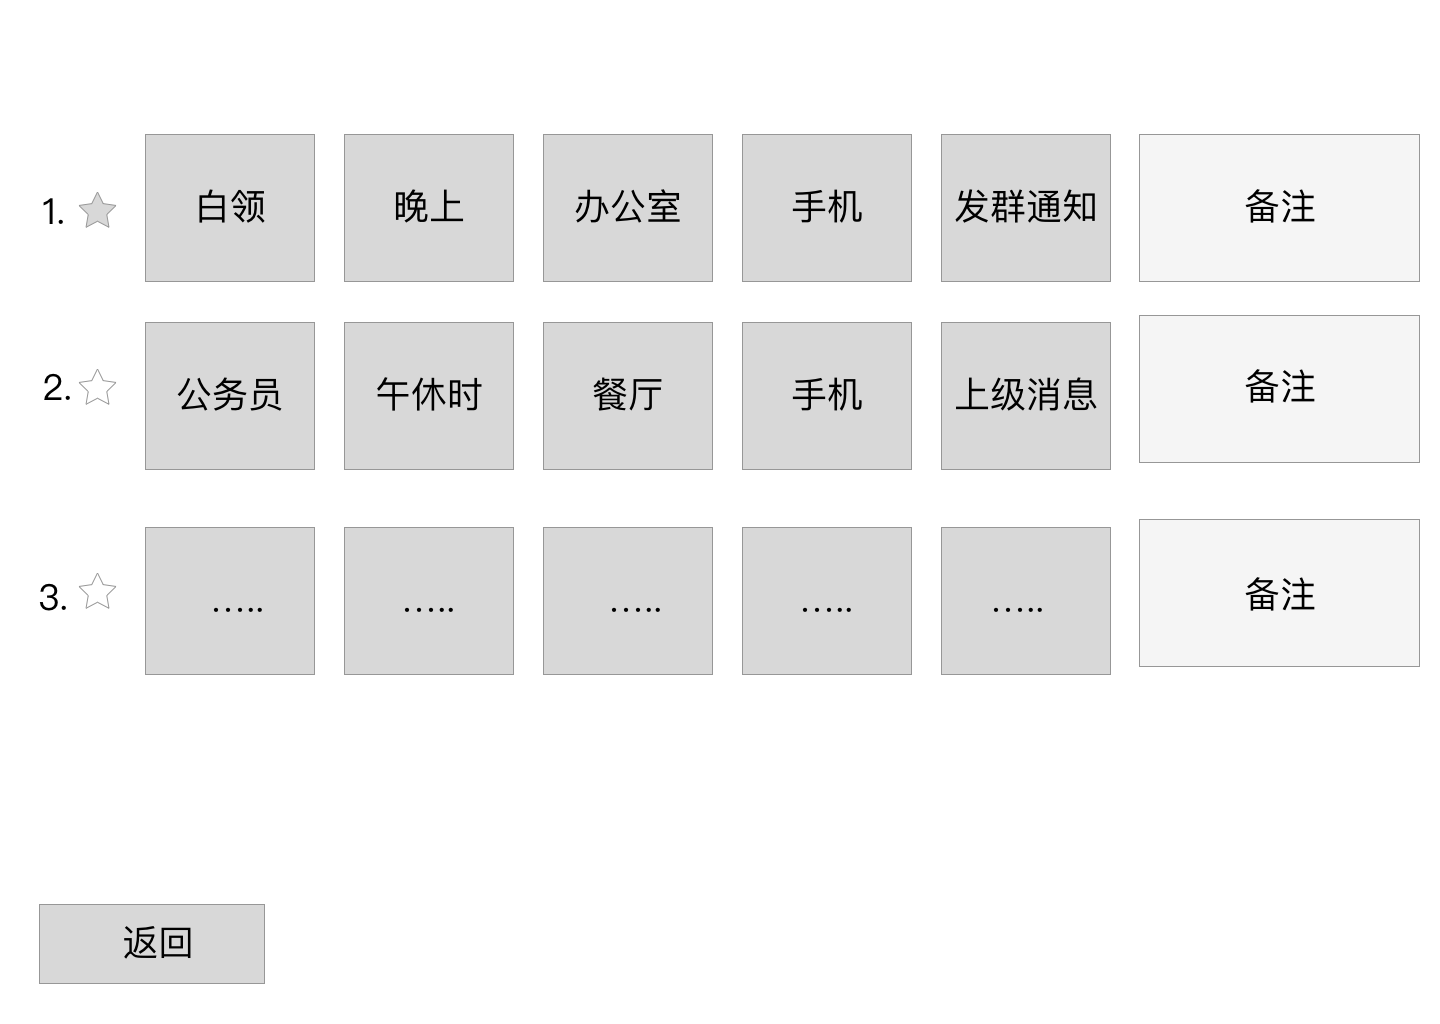 1. 白领 晚上 办公室 手机 发群通知 备注
2. 公务员 午休时 餐厅 手机 上级消息 备注
3. ..... ..... ..... ..... ..... 备注
返回